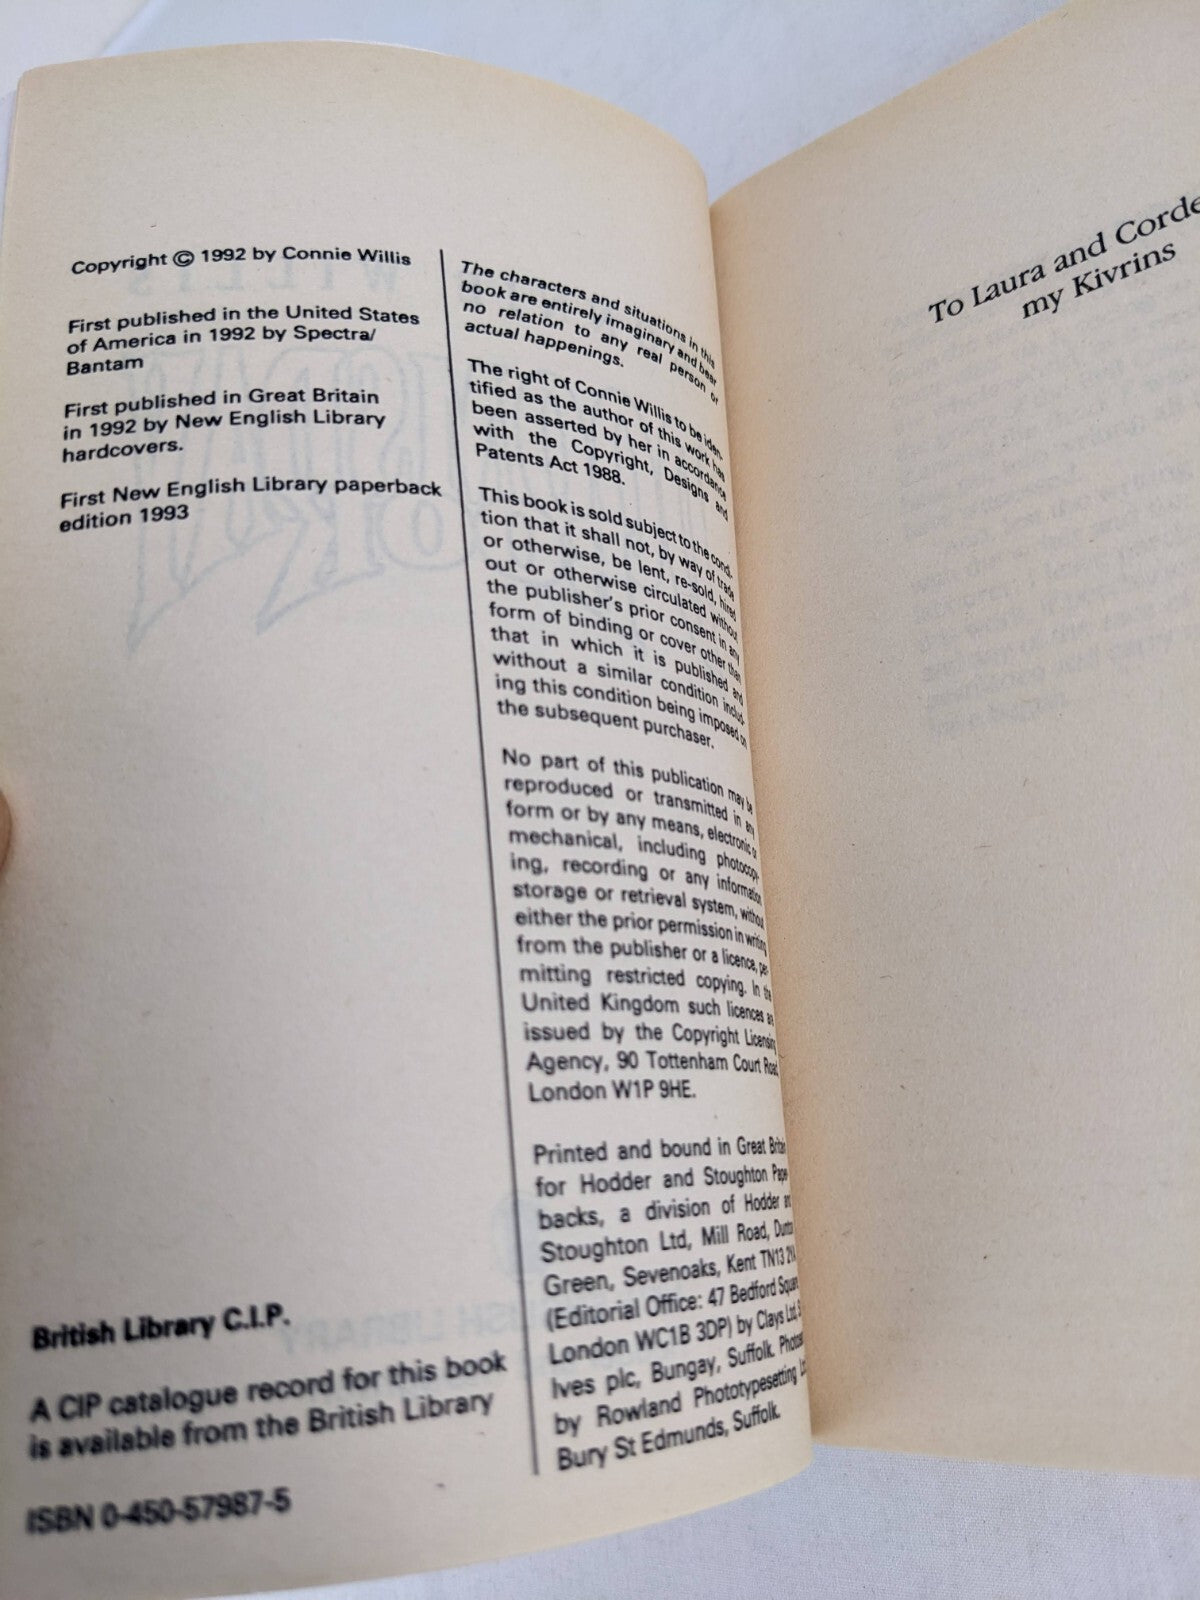 Copyright © 1992 by Connie Willis
First published in the United States
of America in 1992 by Spectra/
Bantam
First published in Great Britain
in 1992 by New English Library
hardcovers.
First New English Library paperback
edition 1993
British Library C.I.P.
A CIP catalogue record for this book
is available from the British Library
ISBN 0-450-57987-5
The characters and situations in this
book are entirely imaginary and bear
no relation to any real person or
actual happenings.
The right of Connie Willis to be iden-
tified as the author of this work has
been asserted by her in accordance
with the Copyright, Designs and
Patents Act 1988.
This book is sold subject to the cond-
tion that it shall not, by way of trade
or otherwise, be lent, re-sold, hired
out or otherwise circulated without
the publisher's prior consent in any
form of binding or cover other than
that in which it is published and
without a similar condition includ-
ing this condition being imposed on
the subsequent purchaser.
No part of this publication may be
reproduced or transmitted in any
form or by any means, electronic or
mechanical, including photocopy-
ing, recording or any information
storage or retrieval system, without
either the prior permission in writing
from the publisher or a licence, per
mitting restricted copying. In the
United Kingdom such licences are
issued by the Copyright Licensing
Agency, 90 Tottenham Court Road,
London W1P 9HE.
Printed and bound in Great Britain
for Hodder and Stoughton Pape
backs, a division of Hodder and
Stoughton Ltd, Mill Road, Dunton
Green, Sevenoaks, Kent TN13 2YA
(Editorial Office: 47 Bedford Square
London WC1B 3DP) by Clays Ltd, S
Ives plc, Bungay, Suffolk. Photose
by Rowland Phototypesetting Lt
Bury St Edmunds, Suffolk.
To Laura and Corde
my Kivrins